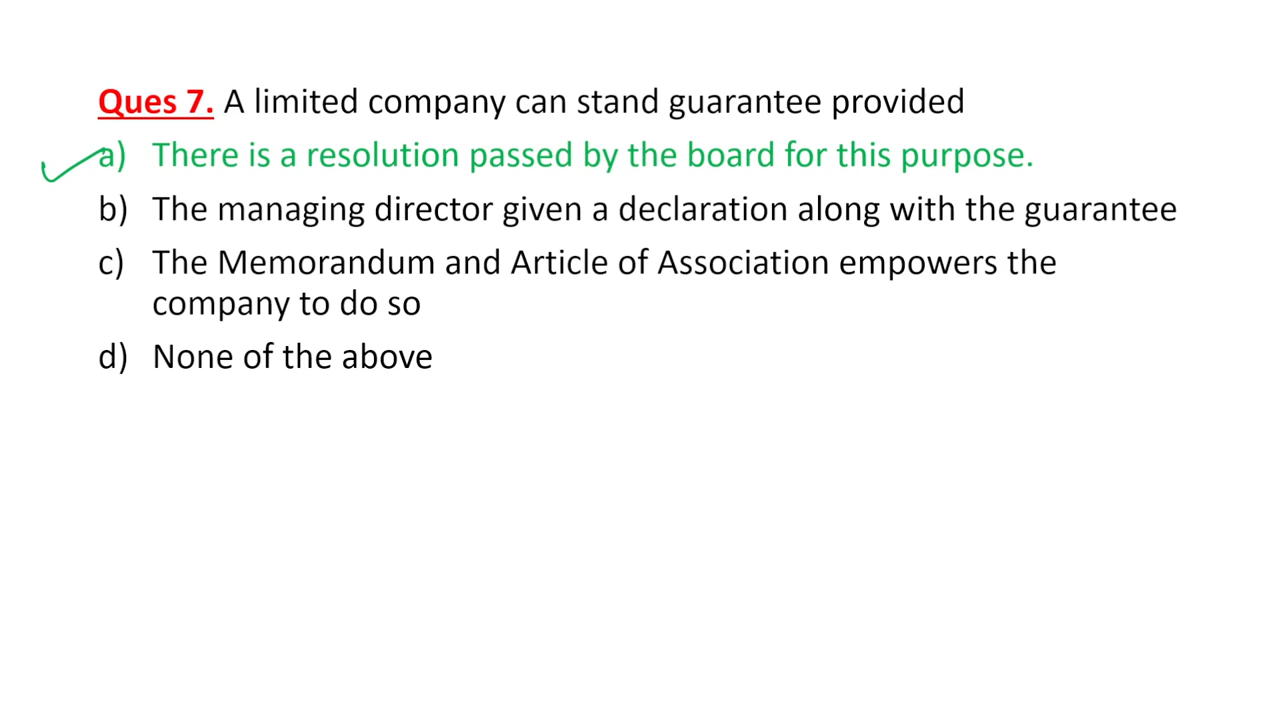 Ques 7. A limited company can stand guarantee provided
a) There is a resolution passed by the board for this purpose.
b) The managing director given a declaration along with the guarantee
c) The Memorandum and Article of Association empowers the
company to do so
d) None of the above